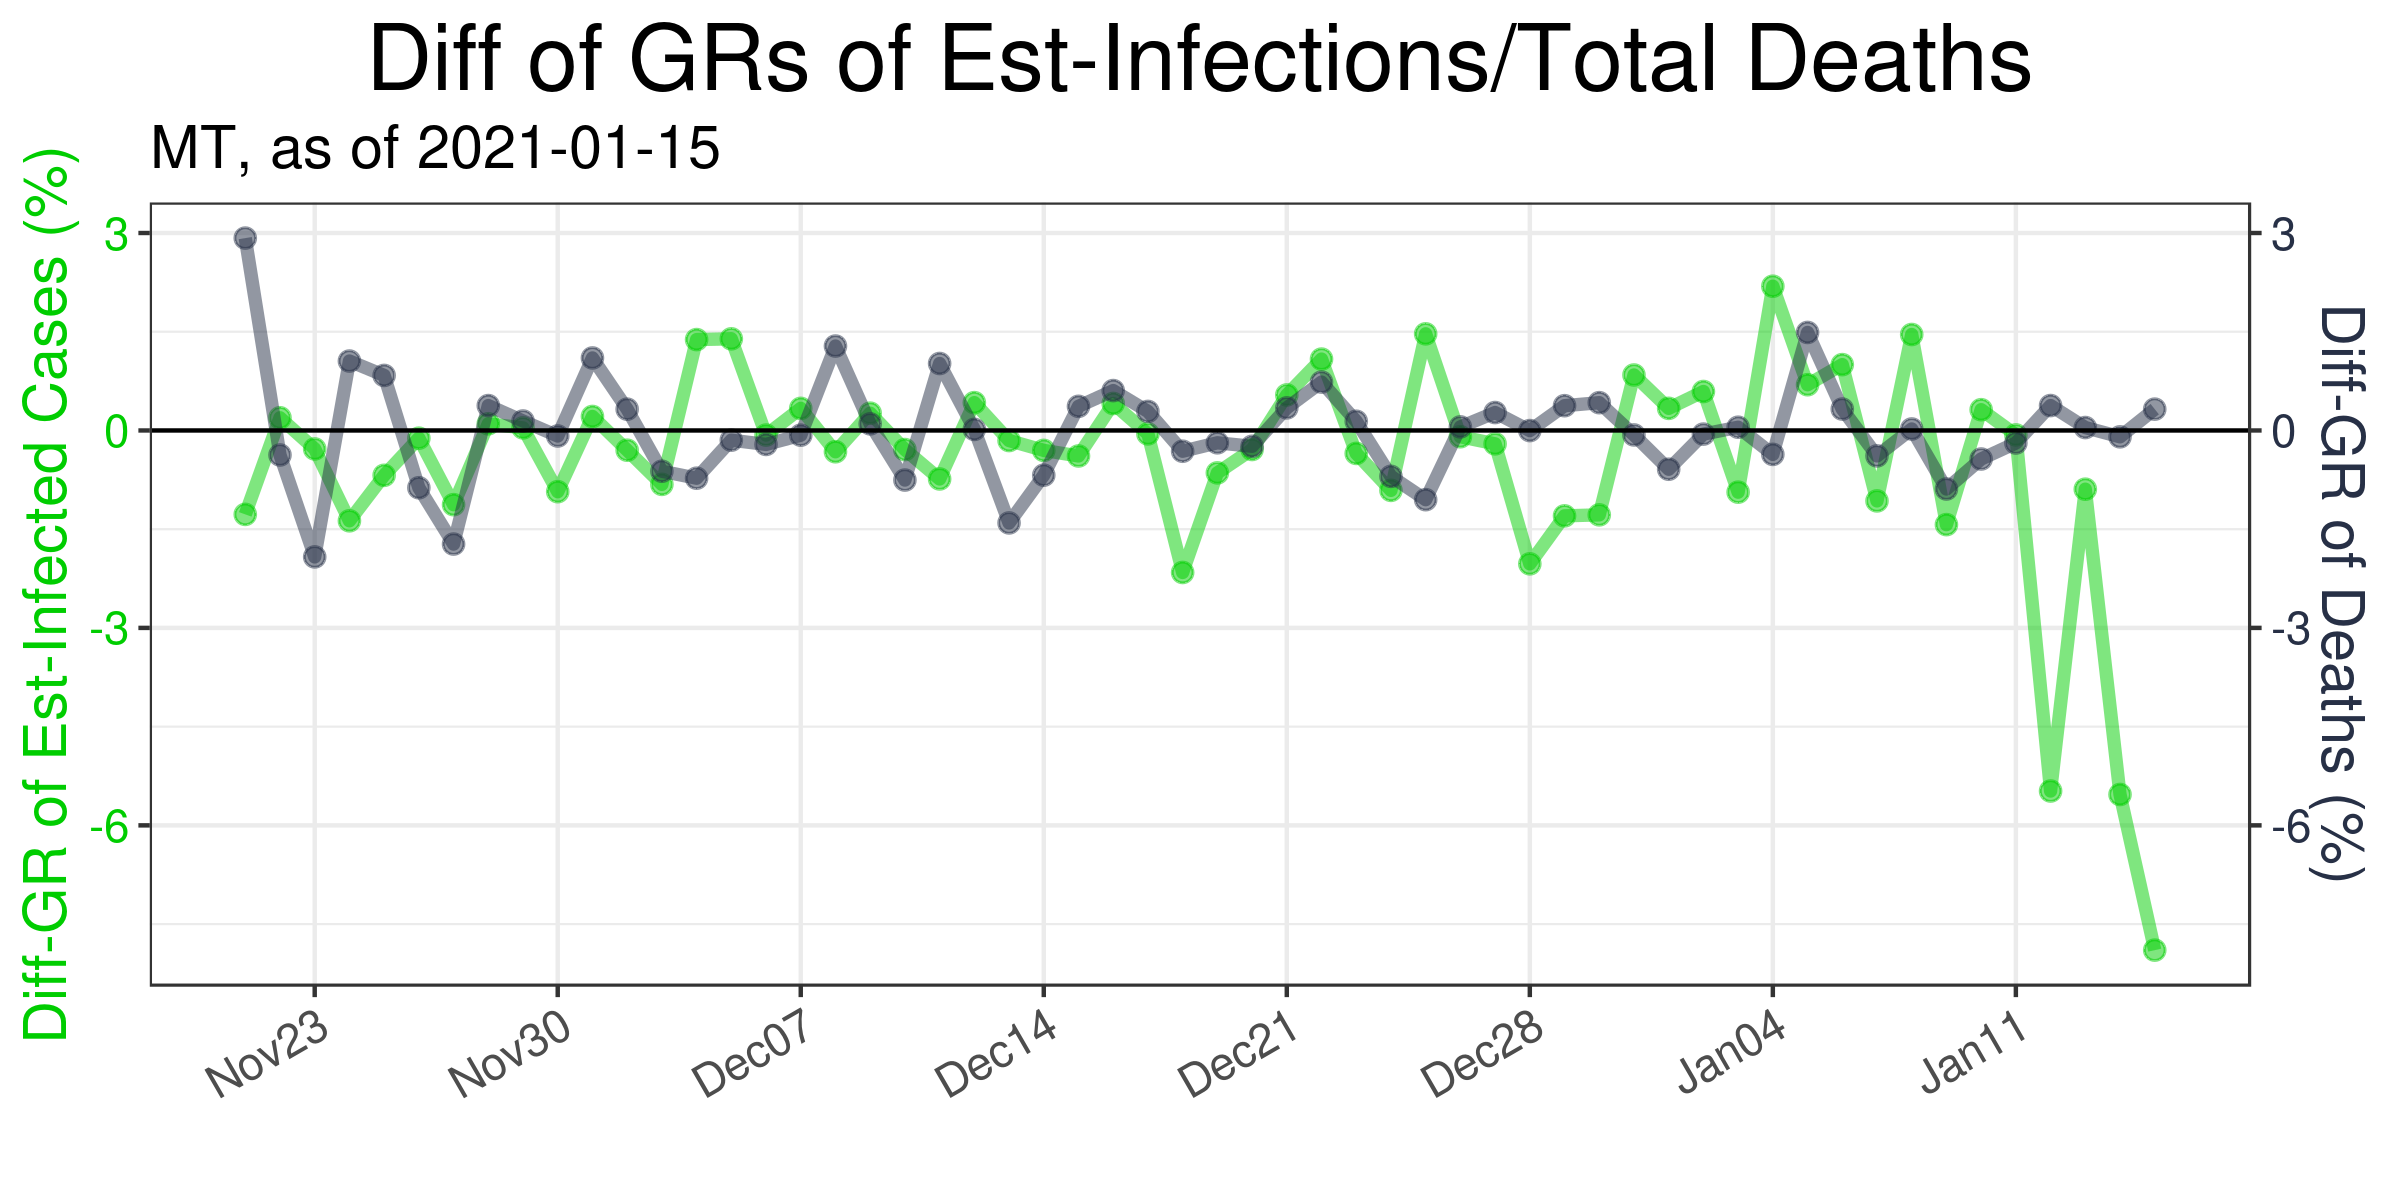 Diff of GRs of Est-Infections/Total Deaths
MT, as of 2021-01-15
Diff-GR of Est-Infected Cases (%)
3
0
-3
-6
3
0
-3
-6
Diff-GR of Deaths (%)
Nov23
Nov30
Dec07
Dec14
Dec21
Dec28
Jan04
Jan11